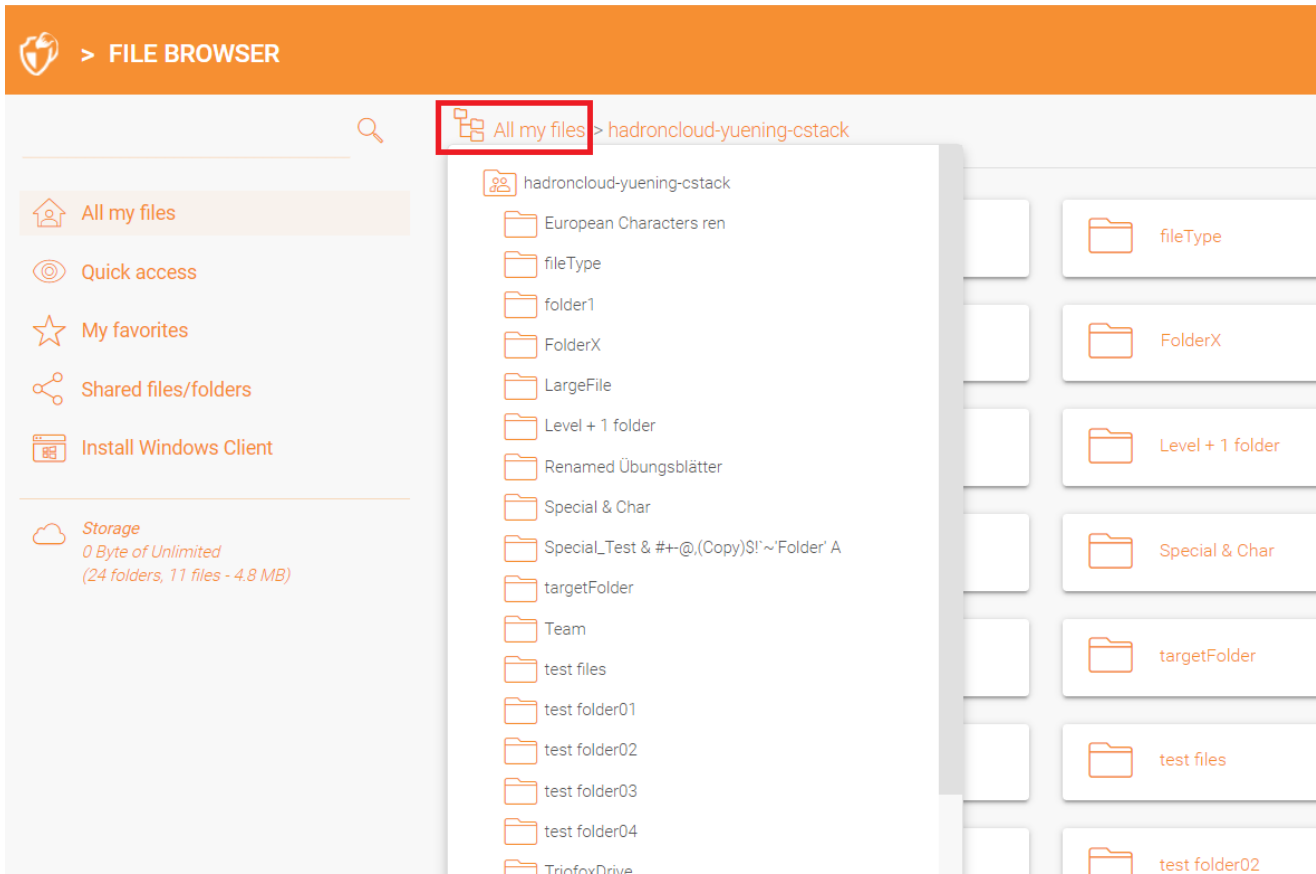 > FILE BROWSER
All my files > hadroncloud-yuening-cstack
All my files
Quick access
My favorites
Shared files/folders
Install Windows Client
Storage
0 Byte of Unlimited
(24 folders, 11 files - 4.8 MB)
hadroncloud-yuening-cstack
European Characters ren
fileType
folder1
FolderX
LargeFile
Level + 1 folder
Renamed Übungsblätter
Special & Char
Special_Test & #+-@,(Copy)$!`~'Folder' A
targetFolder
Team
test files
test folder01
test folder02
test folder03
test folder04
TriofoxDrive
fileType
FolderX
Level + 1 folder
Special & Char
targetFolder
test files
test folder02